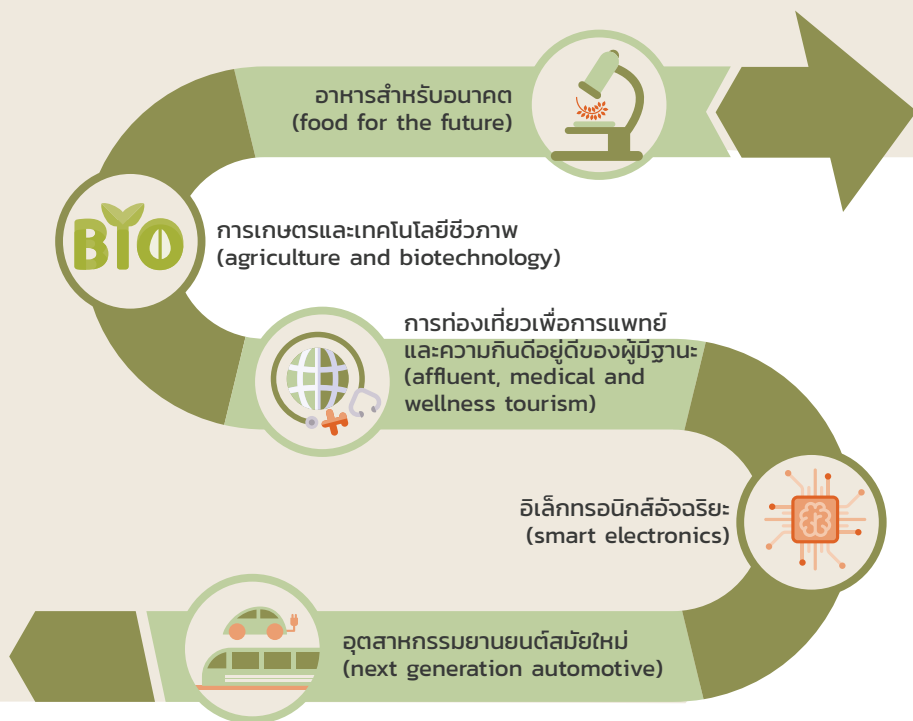 อาหารสำหรับอนาคต
(food for the future)
BIO
การเกษตรและเทคโนโลยีชีวภาพ
(agriculture and biotechnology)
การท่องเที่ยวเพื่อการแพทย์
และความกินดีอยู่ดีของผู้มีฐานะ
(affluent, medical and
wellness tourism)
อิเล็กทรอนิกส์อัจฉริยะ
(smart electronics)
อุตสาหกรรมยานยนต์สมัยใหม่
(next generation automotive)